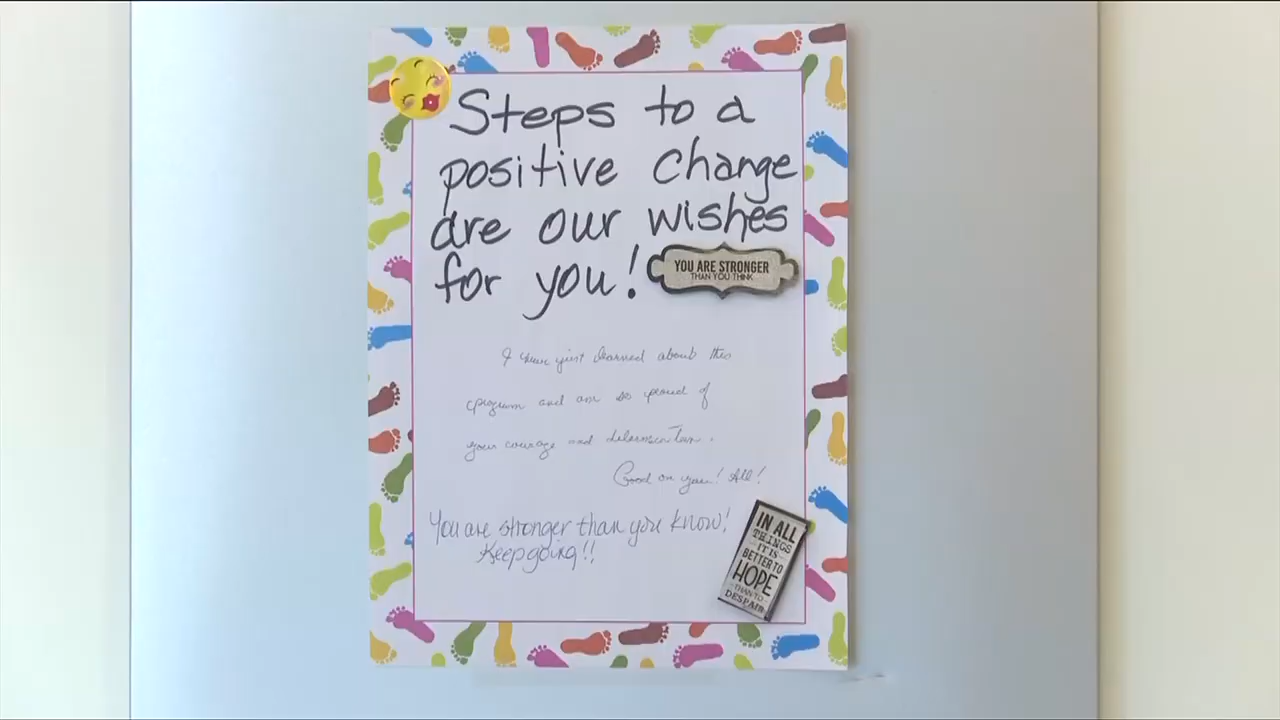 Steps to a
positive change
are our wishes
for you!
YOU ARE STRONGER
THAN YOU THINK
I have just learned about this
program and am so proud of
your courage and determination.
Good on you! All!
You are stronger than you know!
Keep going!!
IN ALL
THINGS
IT IS
BETTER TO
HOPE
THAN TO
DESPAIR